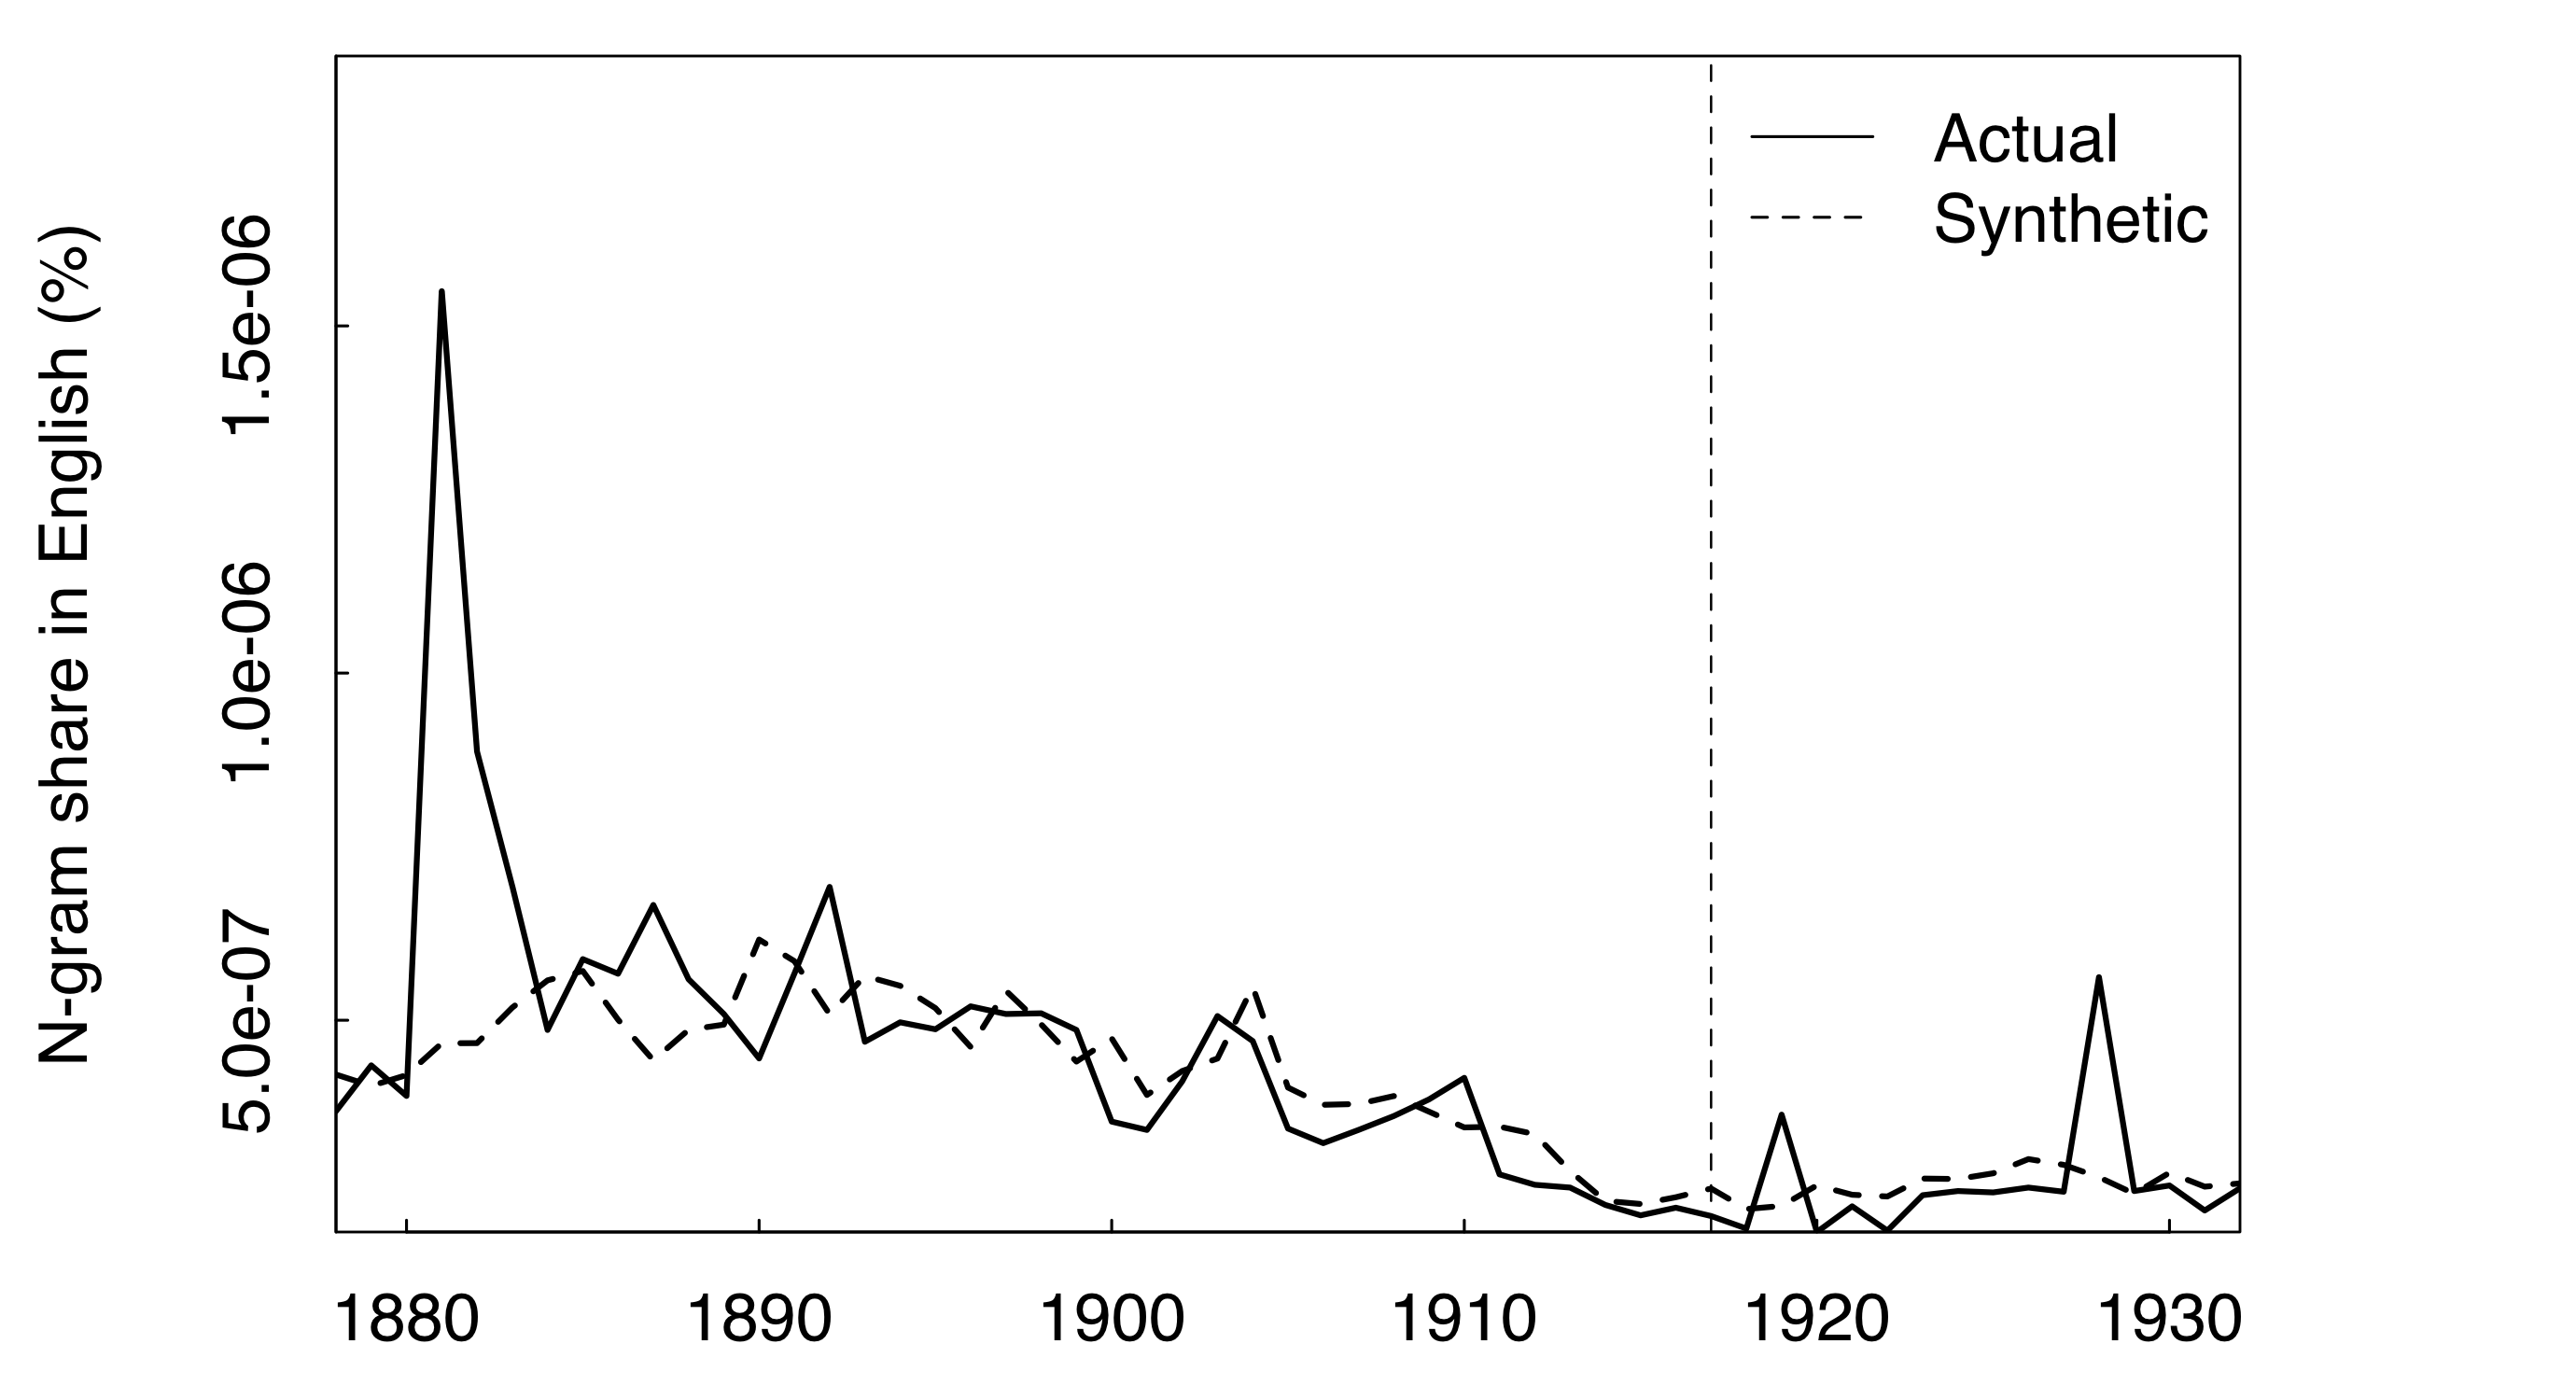 N-gram share in English (%)
1.5e-06
1.0e-06
5.0e-07
Actual
Synthetic
1880 1890 1900 1910 1920 1930